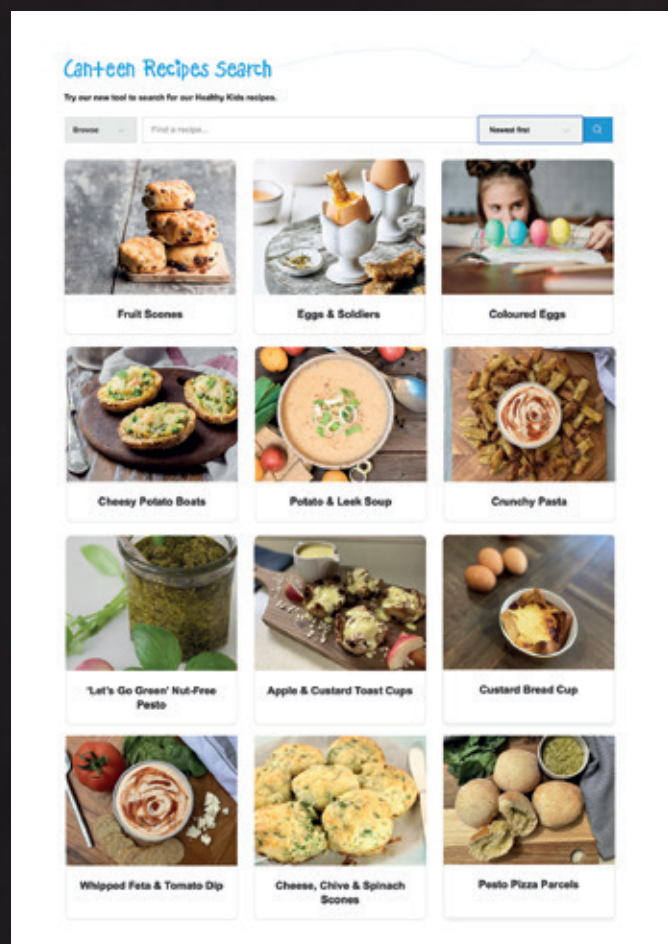 Canteen Recipes Search
Try our new tool to search for our Healthy Kids recipes.
Browse Find a recipe... Newest first
Fruit Scones Eggs & Soldiers Coloured Eggs
Cheesy Potato Boats Potato & Leek Soup Crunchy Pasta
'Let's Go Green' Nut-Free
Pesto
Apple & Custard Toast Cups Custard Bread Cup
Whipped Feta & Tomato Dip
Cheese, Chive & Spinach
Scones
Pesto Pizza Parcels